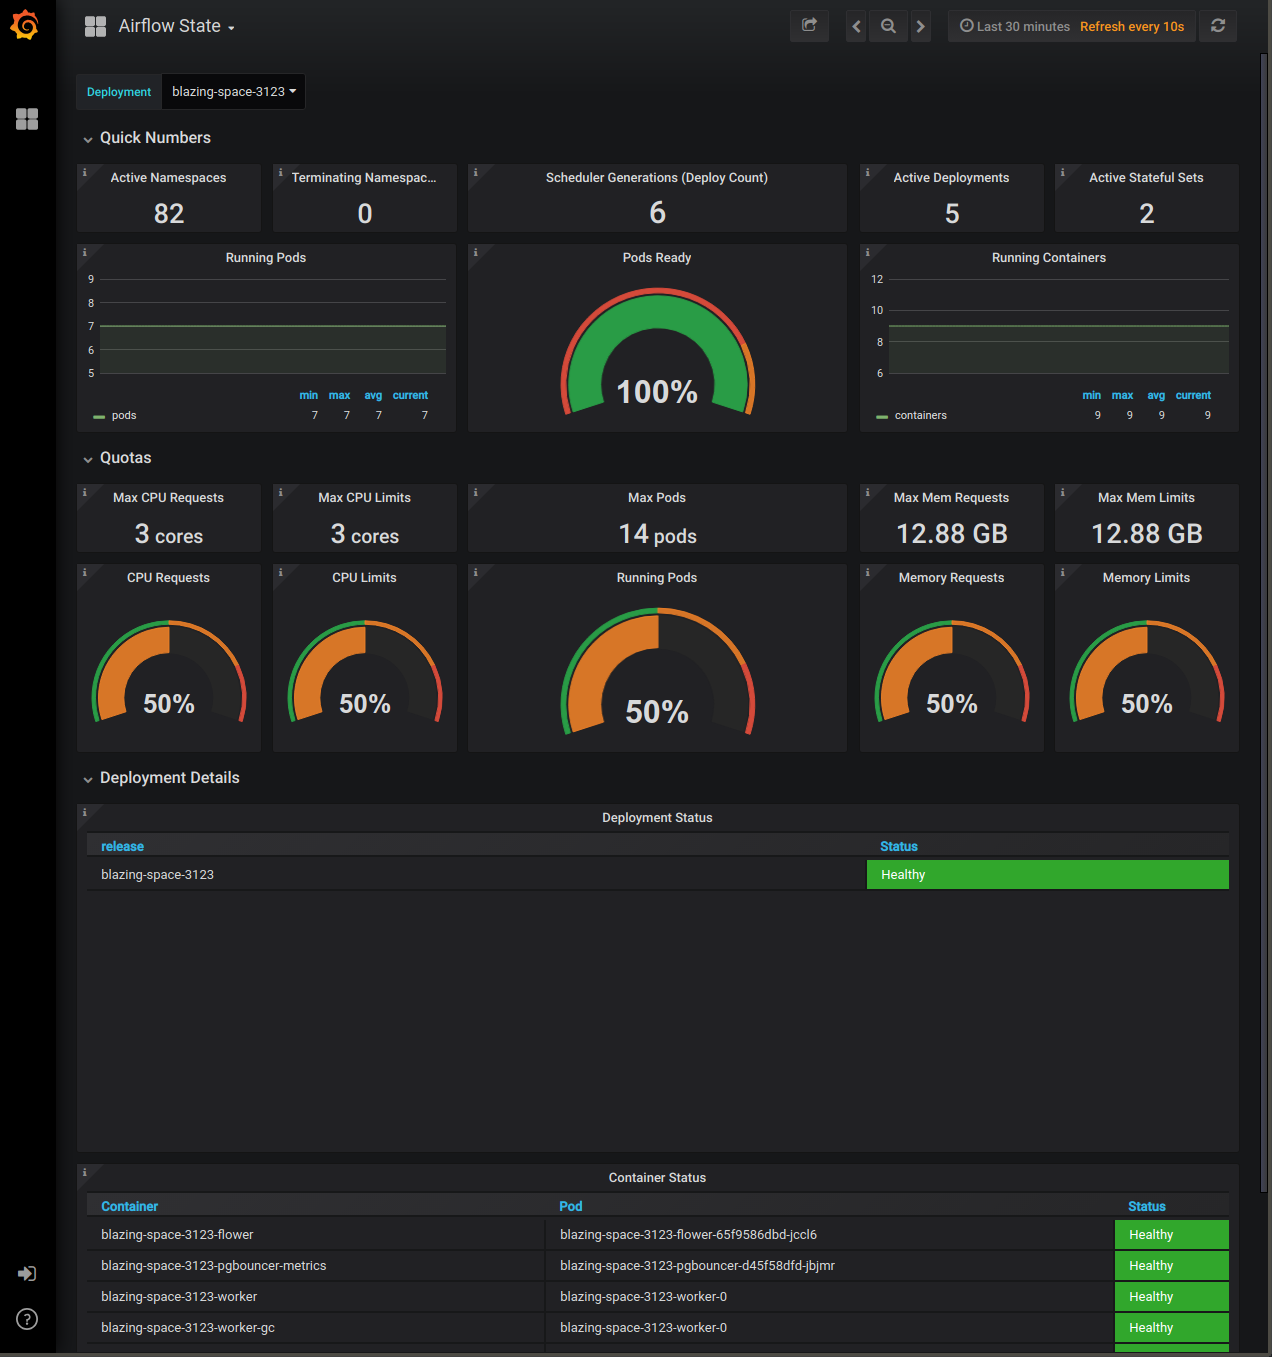 Airflow State
Last 30 minutes Refresh every 10s
Deployment blazing-space-3123
Quick Numbers
Active Namespaces
82
Terminating Namespac...
0
Scheduler Generations (Deploy Count)
6
Active Deployments
5
Active Stateful Sets
2
Running Pods
9
8
7
6
5
min max avg current
pods 7 7 7 7
Pods Ready
100%
Running Containers
12
10
8
6
min max avg current
containers 9 9 9 9
Quotas
Max CPU Requests
3 cores
Max CPU Limits
3 cores
Max Pods
14 pods
Max Mem Requests
12.88 GB
Max Mem Limits
12.88 GB
CPU Requests
50%
CPU Limits
50%
Running Pods
50%
Memory Requests
50%
Memory Limits
50%
Deployment Details
Deployment Status
release Status
blazing-space-3123 Healthy
Container Status
Container Pod Status
blazing-space-3123-flower blazing-space-3123-flower-65f9586dbd-jccl6 Healthy
blazing-space-3123-pgbouncer-metrics blazing-space-3123-pgbouncer-d45f58dfd-jbjmr Healthy
blazing-space-3123-worker blazing-space-3123-worker-0 Healthy
blazing-space-3123-worker-gc blazing-space-3123-worker-0 Healthy